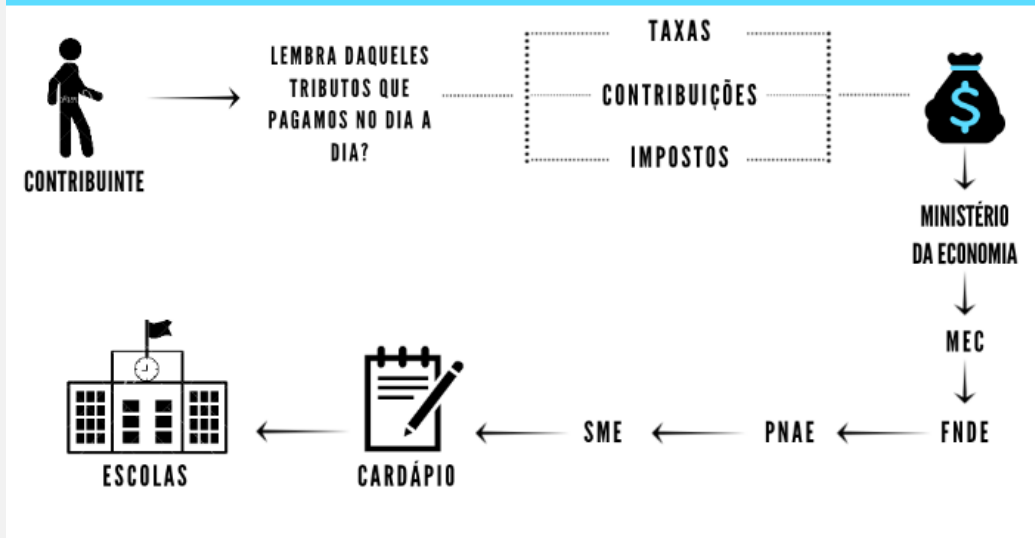 CONTRIBUINTE
LEMBRA DAQUELES
TRIBUTOS QUE
PAGAMOS NO DIA A
DIA?
TAXAS
CONTRIBUIÇÕES
IMPOSTOS
$
MINISTÉRIO
DA ECONOMIA
MEC
FNDE
PNAE
SME
CARDÁPIO
ESCOLAS